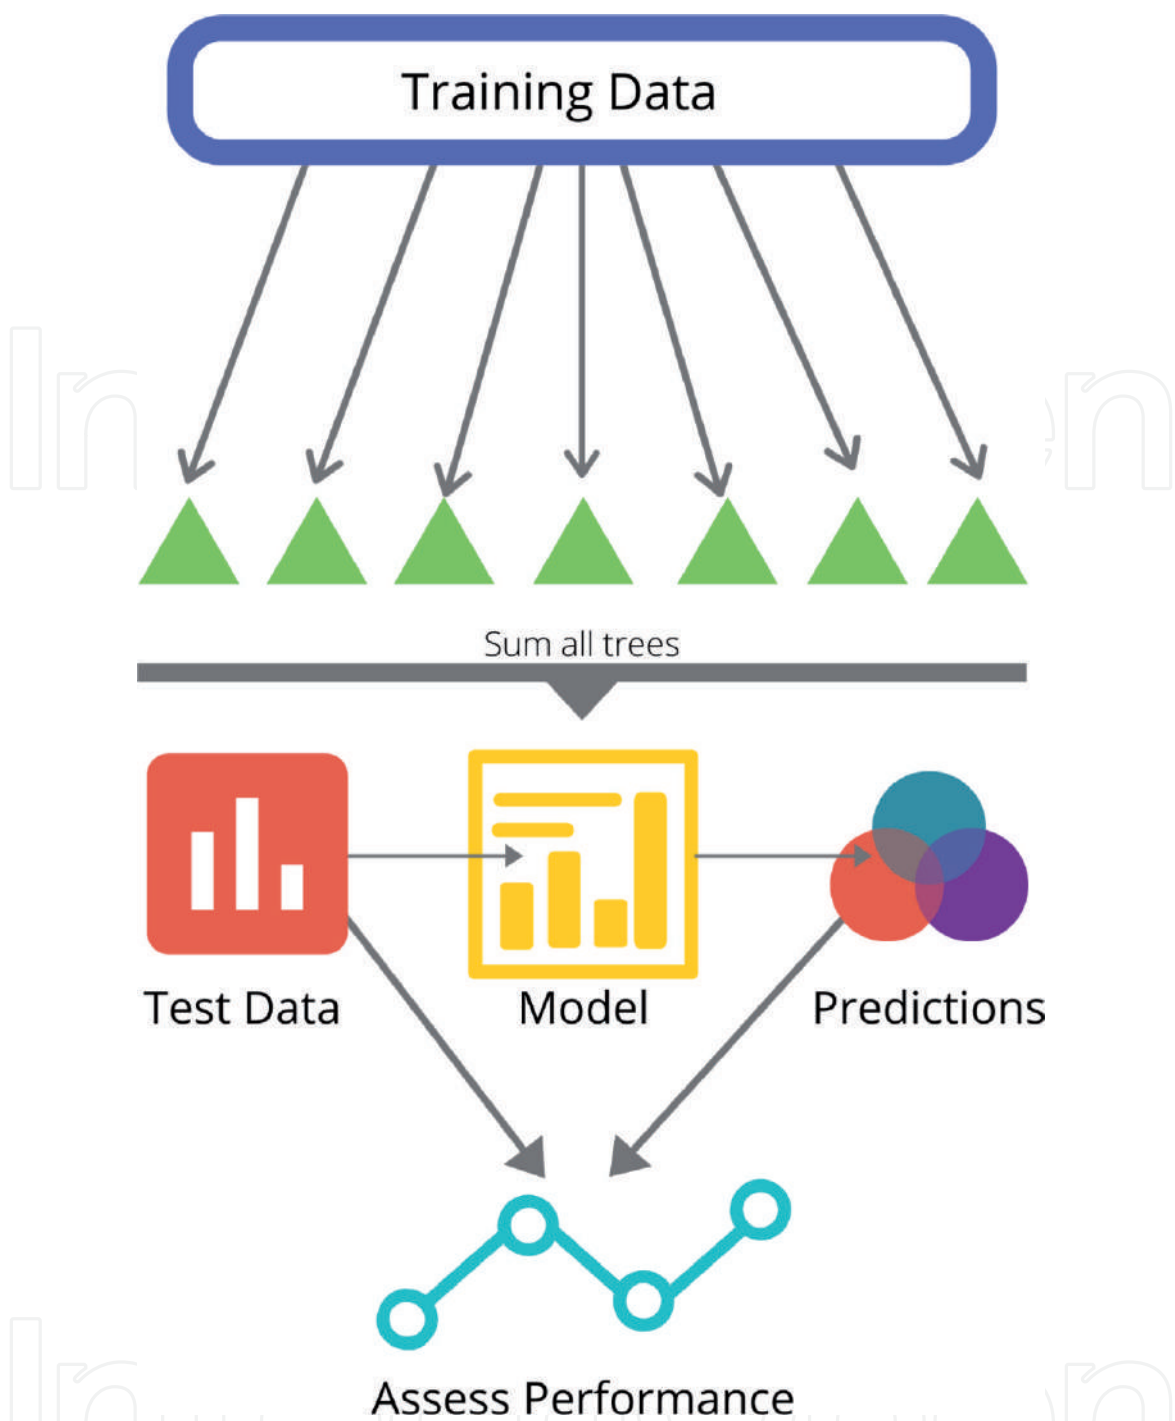 Training Data
Sum all trees
Test Data
Model
Predictions
Assess Performance